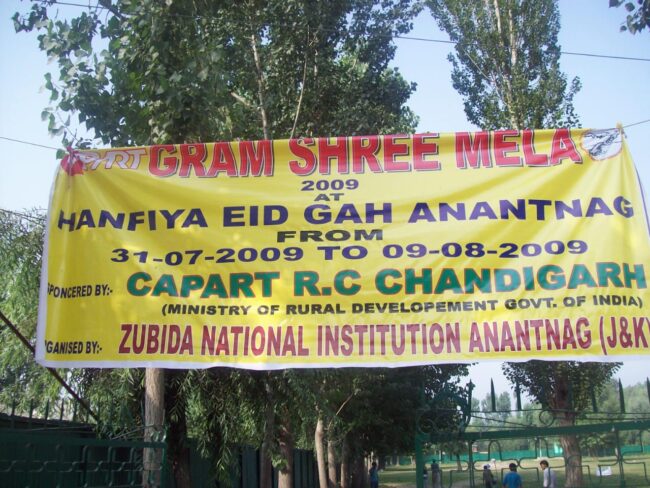 GRAM SHREE MELA
2009
AT
HANFIYA EID GAH ANANTNAG
FROM
31-07-2009 TO 09-08-2009
PONCERED BY:- CAPART R.C CHANDIGARH
(MINISTRY OF RURAL DEVELOPEMENT GOVT. OF INDIA)
GANISED BY:- ZUBIDA NATIONAL INSTITUTION ANANTNAG (J&K)